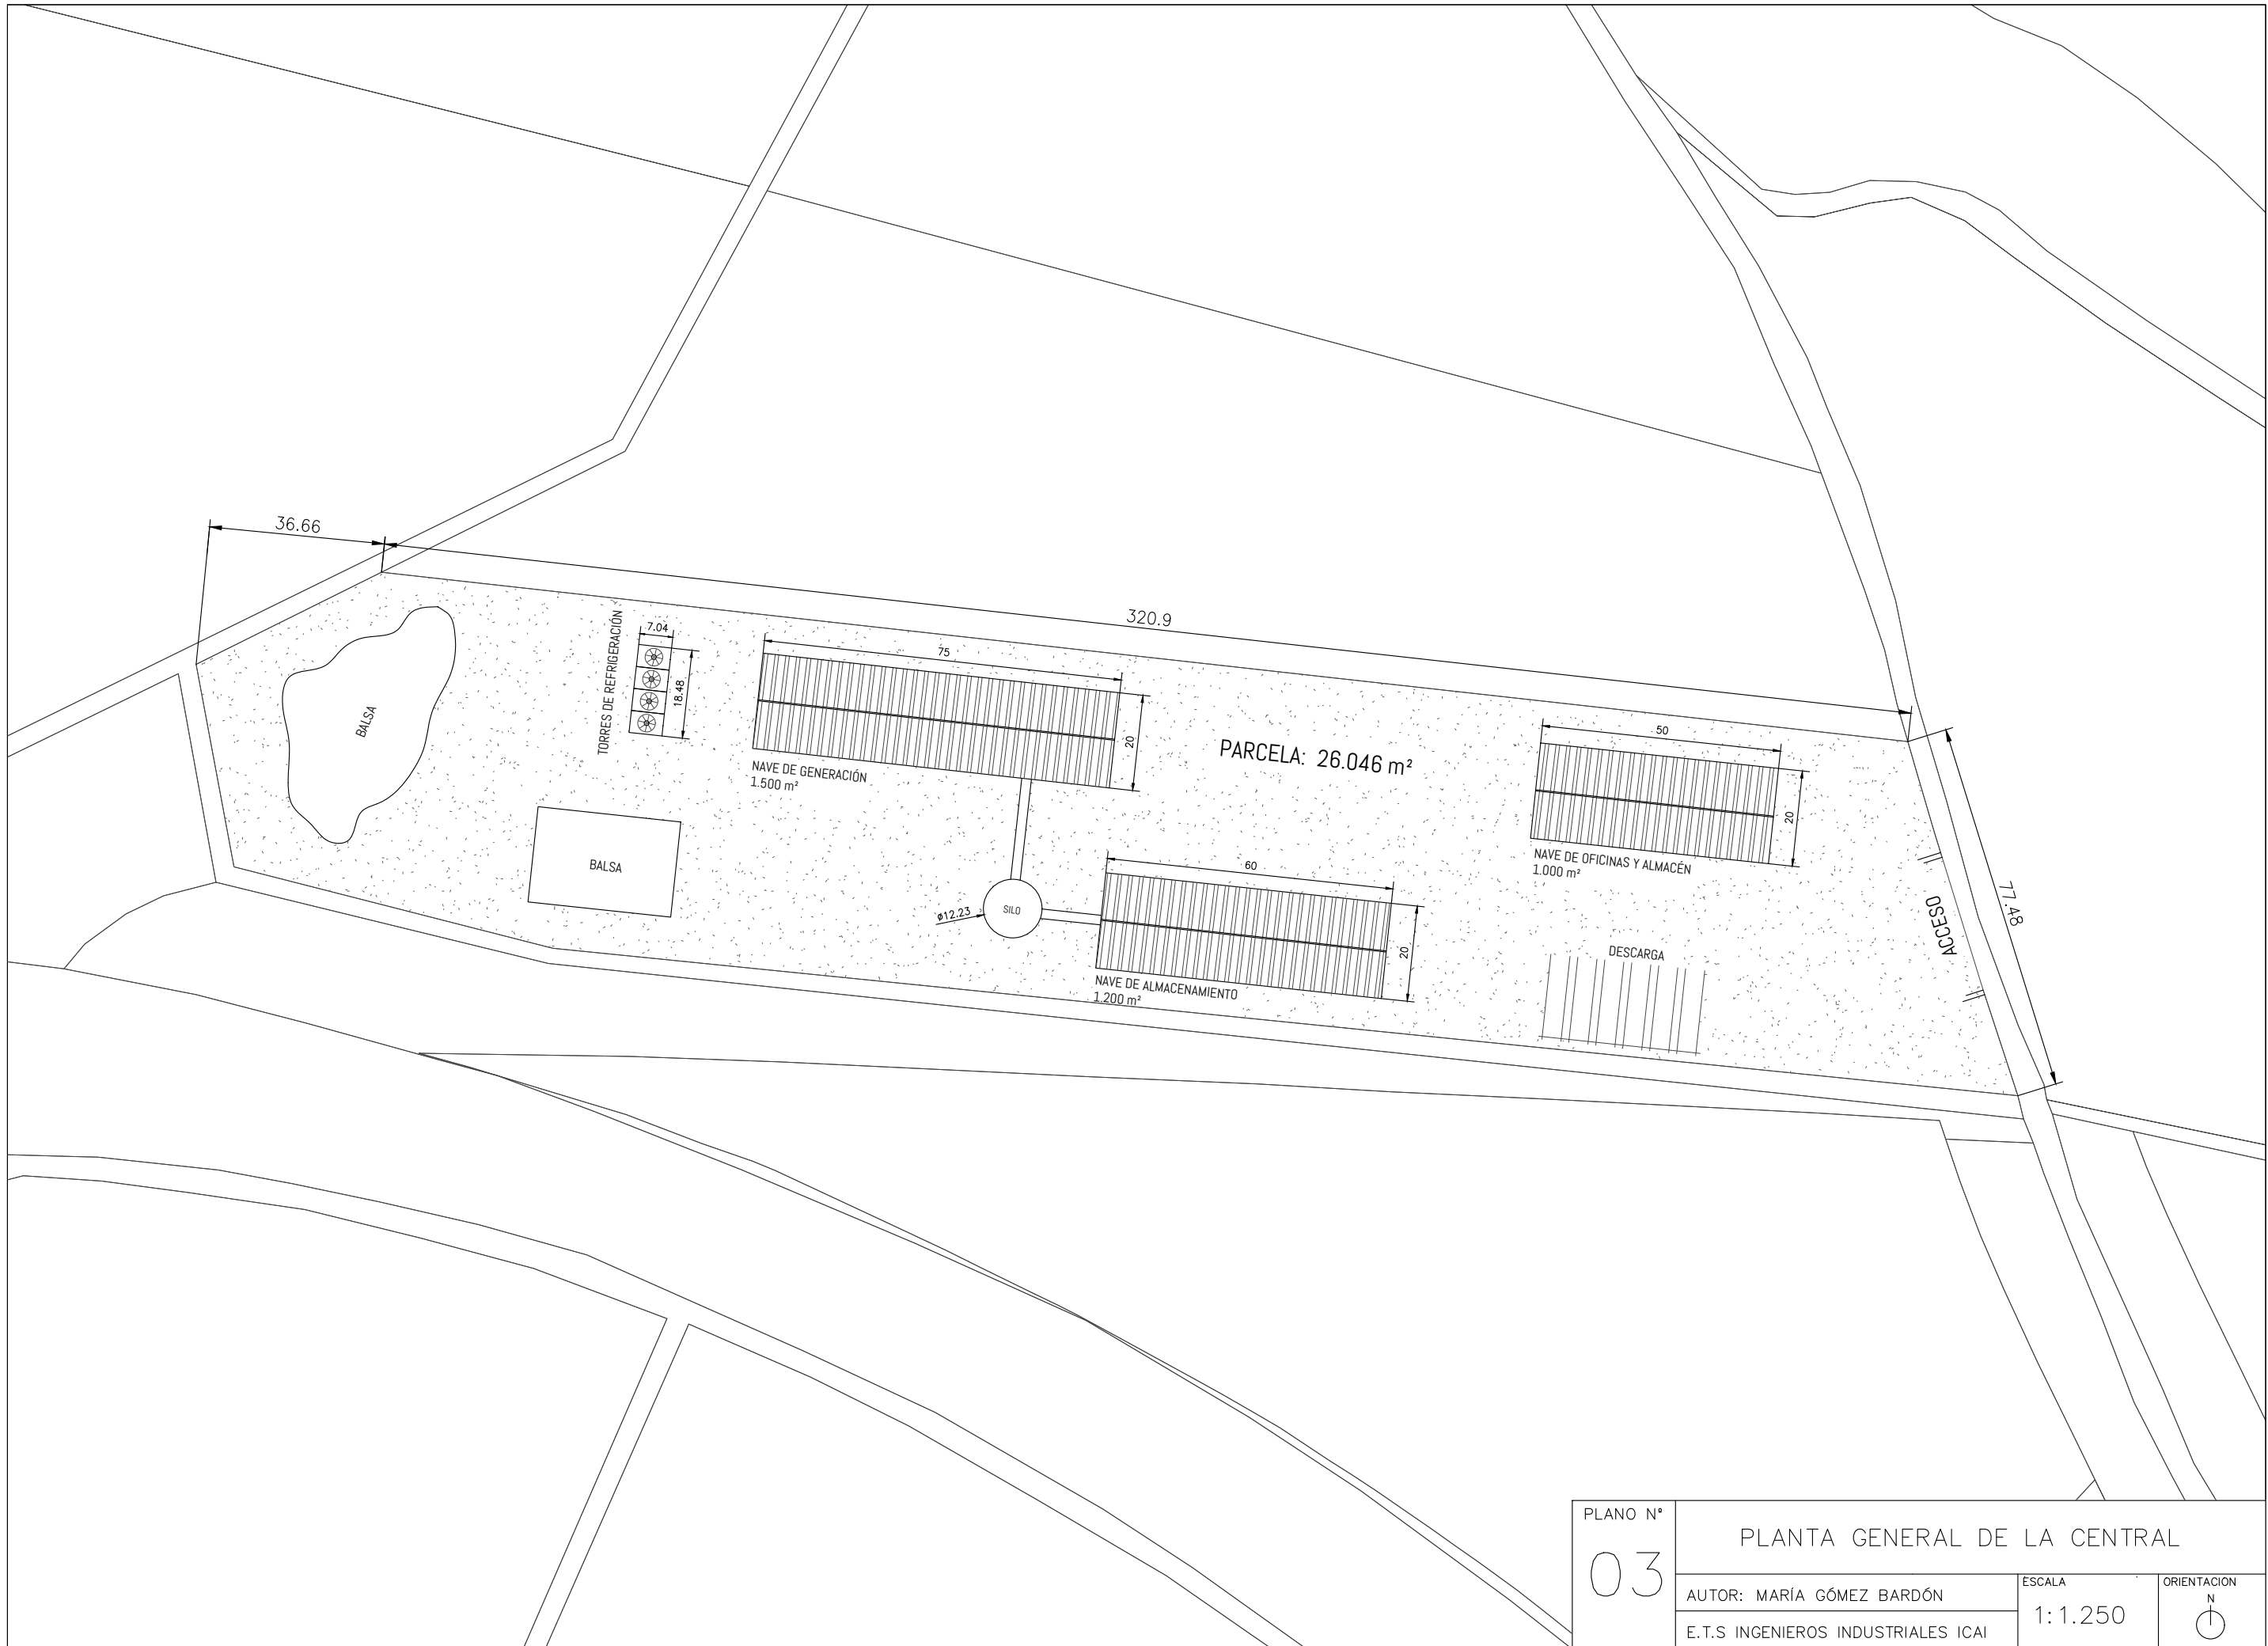 36.66
320.9
7.04
TORRES DE REFRIGERACIÓN
18.48
75
20
BALSA
NAVE DE GENERACIÓN
1.500 m²
PARCELA: 26.046 m²
50
20
NAVE DE OFICINAS Y ALMACÉN
1.000 m²
BALSA
60
ø12.23
SILO
20
NAVE DE ALMACENAMIENTO
1.200 m²
DESCARGA
ACCESO
77.48
PLANO Nº
03
PLANTA GENERAL DE LA CENTRAL
AUTOR: MARÍA GÓMEZ BARDÓN
E.T.S INGENIEROS INDUSTRIALES ICAI
ESCALA
1:1.250
ORIENTACION
N